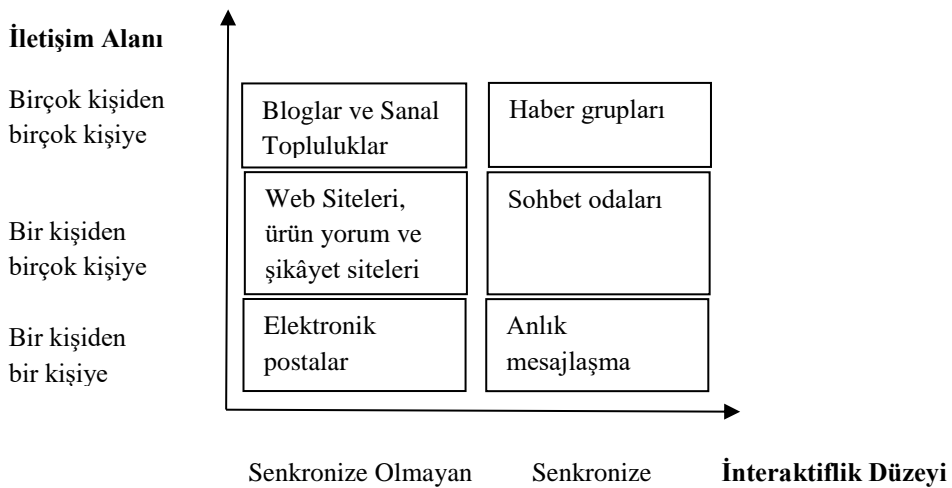 İletişim Alanı
Birçok kişiden
birçok kişiye
Bloglar ve Sanal
Topluluklar
Haber grupları
Bir kişiden
birçok kişiye
Web Siteleri,
ürün yorum ve
şikâyet siteleri
Sohbet odaları
Bir kişiden
bir kişiye
Elektronik
postalar
Anlık
mesajlaşma
Senkronize Olmayan
Senkronize
İnteraktiflik Düzeyi